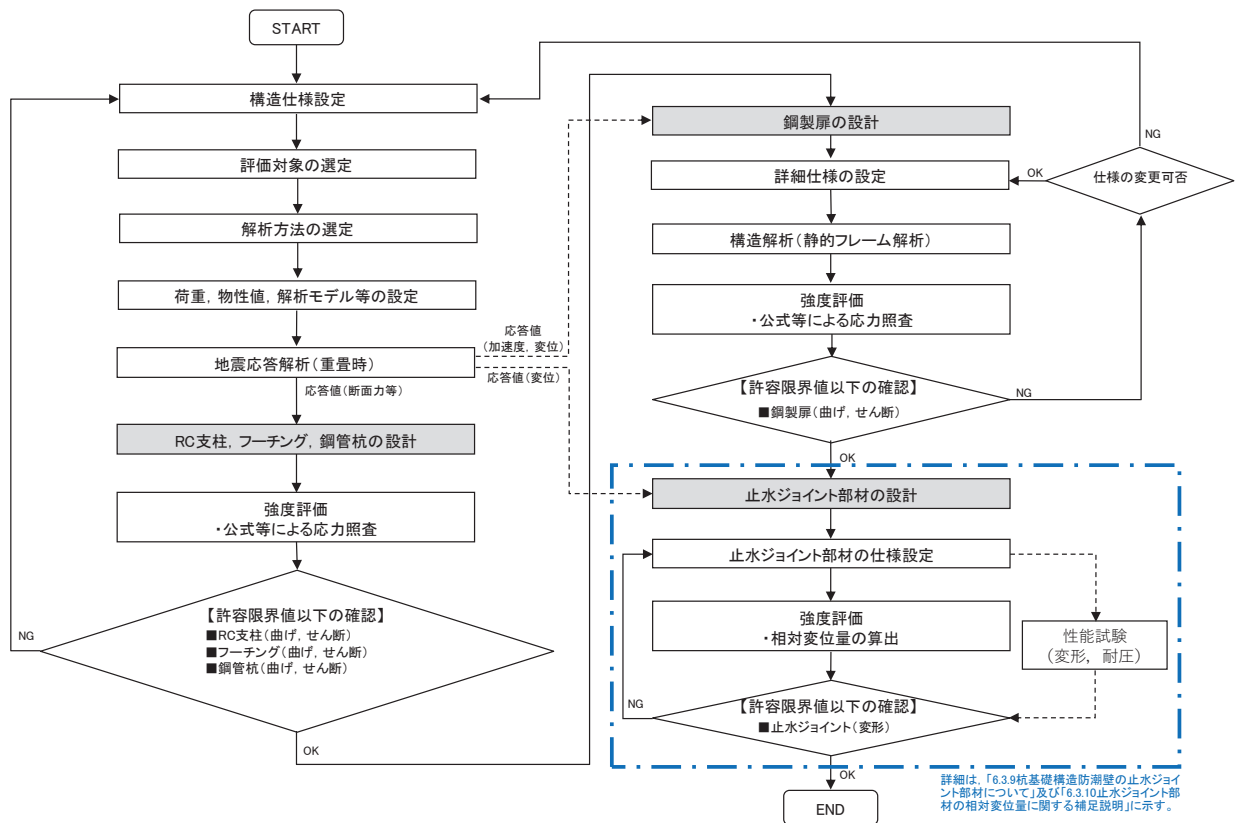 START
構造仕様設定
評価対象の選定
解析方法の選定
荷重，物性値，解析モデル等の設定
地震応答解析（重畳時）
応答値
（加速度，変位）
応答値（変位）
応答値（断面力等）
RC支柱，フーチング，鋼管杭の設計
強度評価
・公式等による応力照査
【許容限界値以下の確認】
■RC支柱（曲げ，せん断）
■フーチング（曲げ，せん断）
■鋼管杭（曲げ，せん断）
NG
OK
鋼製扉の設計
詳細仕様の設定
OK
仕様の変更可否
NG
構造解析（静的フレーム解析）
強度評価
・公式等による応力照査
【許容限界値以下の確認】
■鋼製扉（曲げ，せん断）
NG
OK
止水ジョイント部材の設計
止水ジョイント部材の仕様設定
強度評価
・相対変位量の算出
性能試験
（変形，耐圧）
【許容限界値以下の確認】
■止水ジョイント（変形）
NG
OK
END
詳細は，「6.3.9杭基礎構造防潮壁の止水ジョイ
ント部材について」及び「6.3.10止水ジョイント部
材の相対変位量に関する補足説明」に示す。